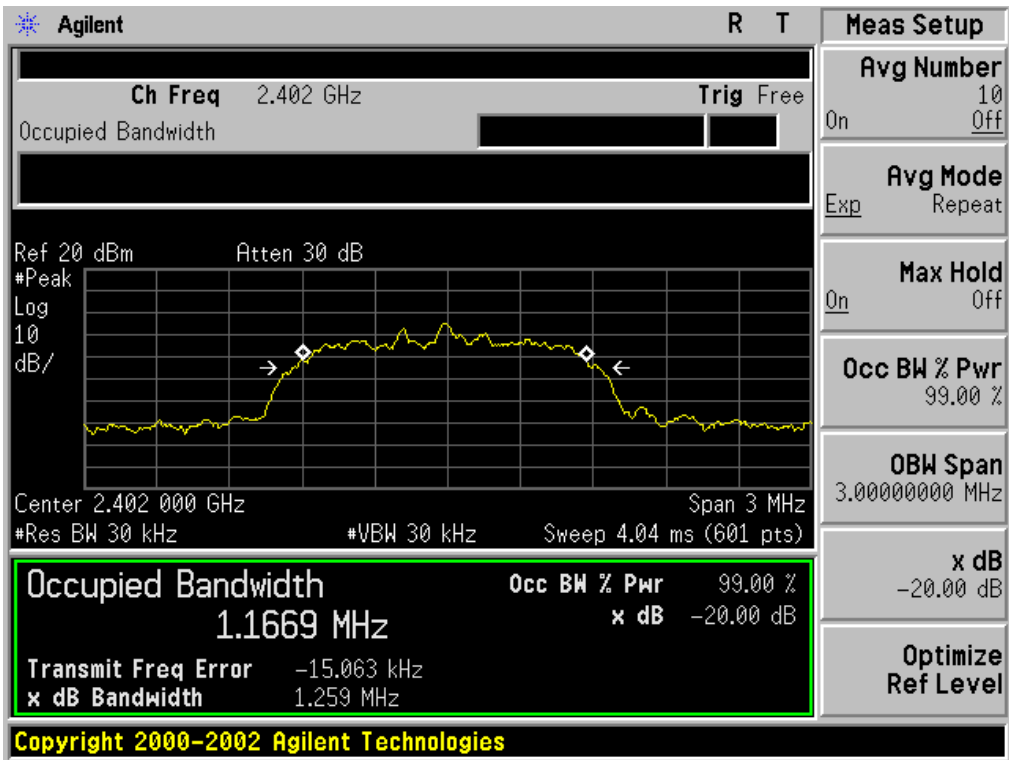 Agilent R T
Ch Freq 2.402 GHz Trig Free
Occupied Bandwidth
Ref 20 dBm Atten 30 dB
#Peak
Log
10
dB/
Center 2.402 000 GHz Span 3 MHz
#Res BW 30 kHz #VBW 30 kHz Sweep 4.04 ms (601 pts)
Occupied Bandwidth Occ BW % Pwr 99.00 %
1.1669 MHz x dB -20.00 dB
Transmit Freq Error -15.063 kHz
x dB Bandwidth 1.259 MHz
Copyright 2000-2002 Agilent Technologies
Meas Setup
Avg Number
10
On Off
Avg Mode
Exp Repeat
Max Hold
On Off
Occ BW % Pwr
99.00 %
OBW Span
3.00000000 MHz
x dB
-20.00 dB
Optimize
Ref Level